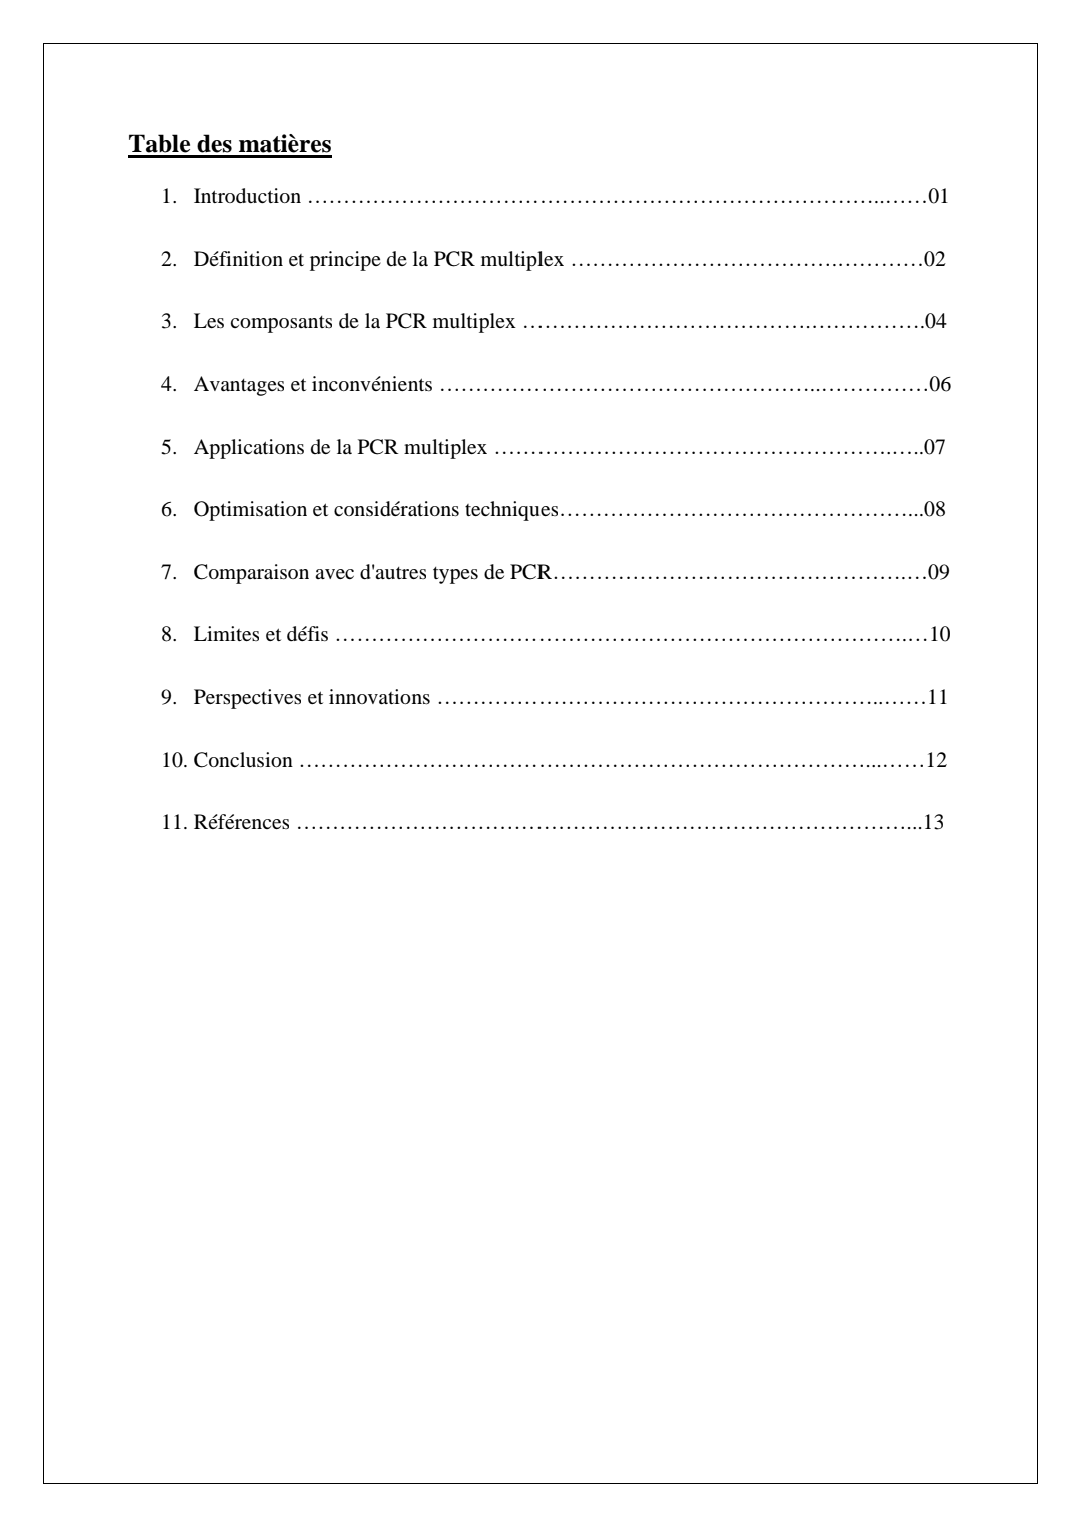 Table des matières
1. Introduction ……………………………………………………………………..……01
2. Définition et principe de la PCR multiplex ……………………………….…………02
3. Les composants de la PCR multiplex ………………………………….…………….04
4. Avantages et inconvénients ……………………………………………..……………06
5. Applications de la PCR multiplex ……………………………………………….…..07
6. Optimisation et considérations techniques…………………………………………...08
7. Comparaison avec d'autres types de PCR………………………………………….…09
8. Limites et défis …………………………………………………………………….…10
9. Perspectives et innovations ……………………………………………………..……11
10. Conclusion ……………………………………………………………………...……12
11. Références …………………………………………………………………………...13